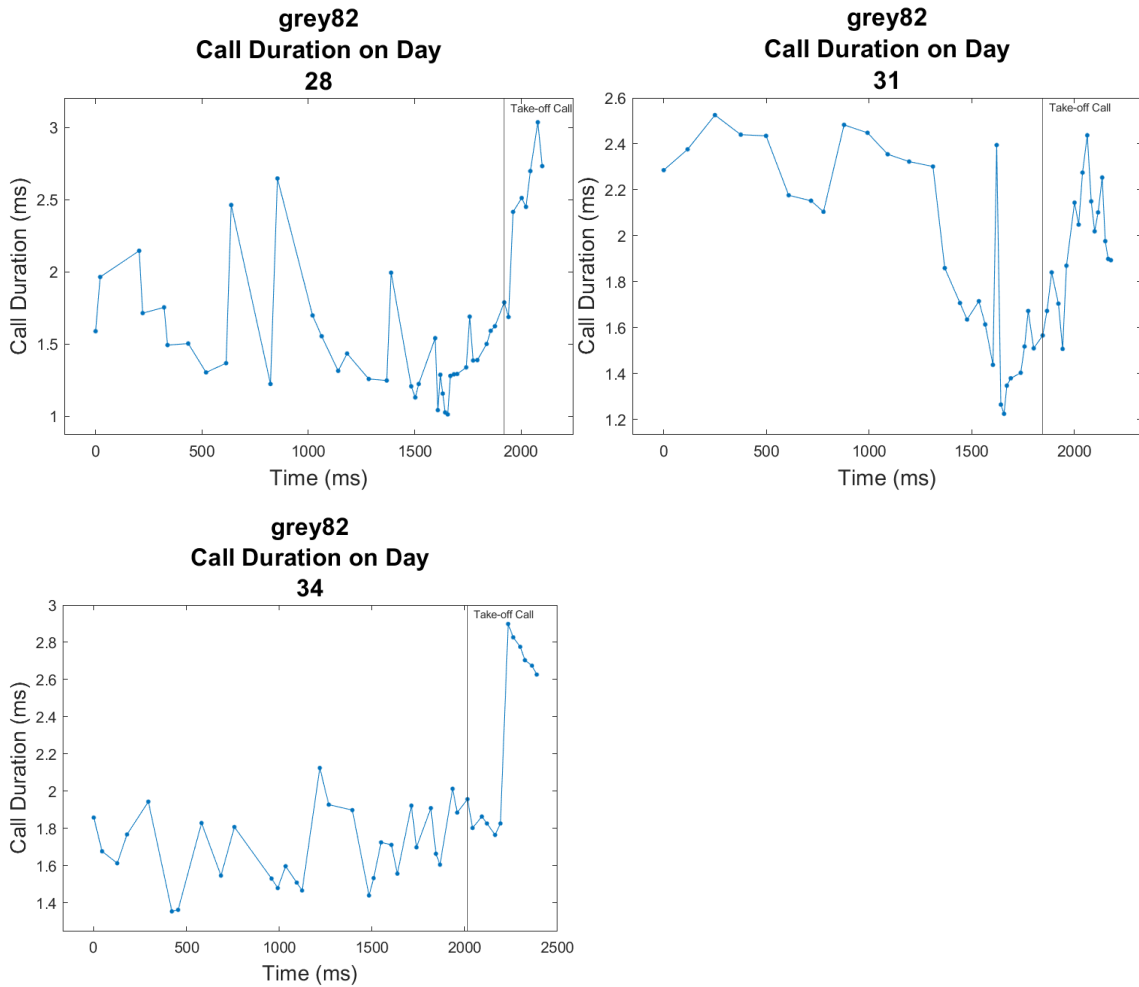 grey82
Call Duration on Day
28
Take-off Call
3
2.5
2
1.5
1
Call Duration (ms)
0 500 1000 1500 2000
Time (ms)
grey82
Call Duration on Day
31
Take-off Call
2.6
2.4
2.2
2
1.8
1.6
1.4
1.2
Call Duration (ms)
0 500 1000 1500 2000
Time (ms)
grey82
Call Duration on Day
34
Take-off Call
3
2.8
2.6
2.4
2.2
2
1.8
1.6
1.4
Call Duration (ms)
0 500 1000 1500 2000 2500
Time (ms)